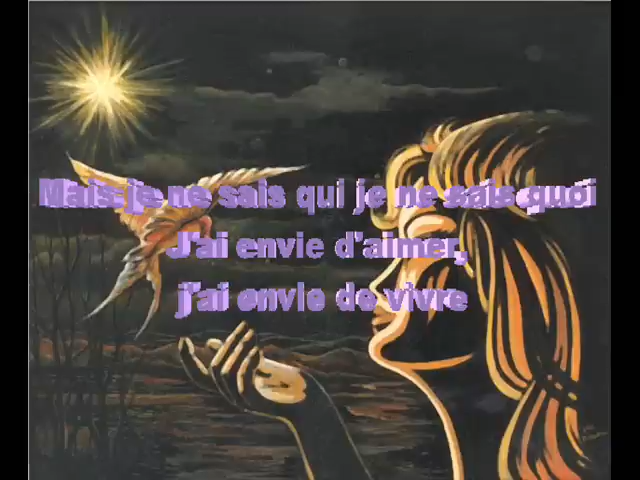 Mais je ne sais qui je ne sais quoi
J'ai envie d'aimer,
j'ai envie de vivre